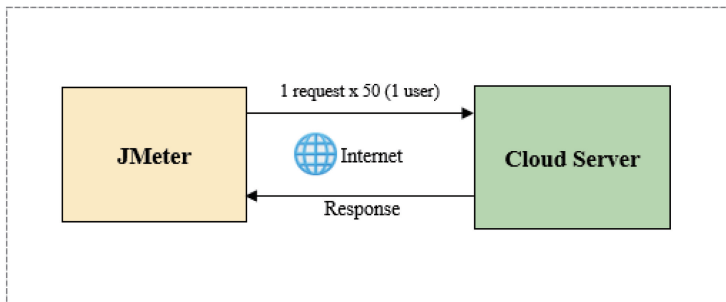 1 request x 50 (1 user)
JMeter
Internet
Cloud Server
Response